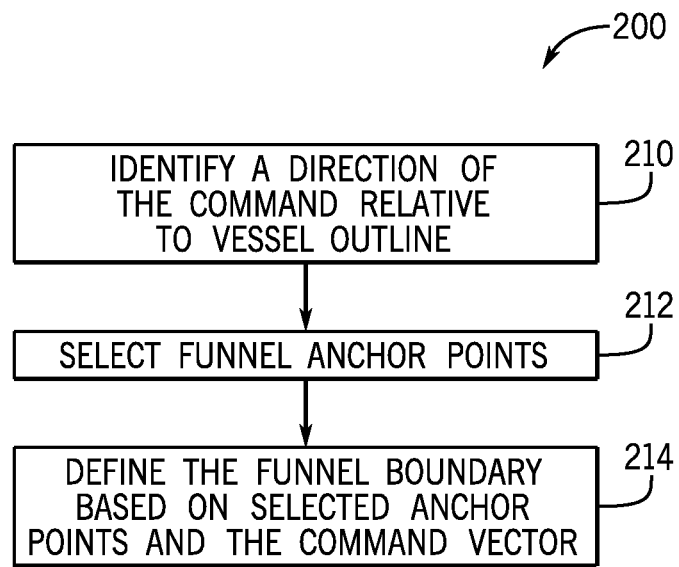 200
IDENTIFY A DIRECTION OF
THE COMMAND RELATIVE
TO VESSEL OUTLINE
210
SELECT FUNNEL ANCHOR POINTS
212
DEFINE THE FUNNEL BOUNDARY
BASED ON SELECTED ANCHOR
POINTS AND THE COMMAND VECTOR
214